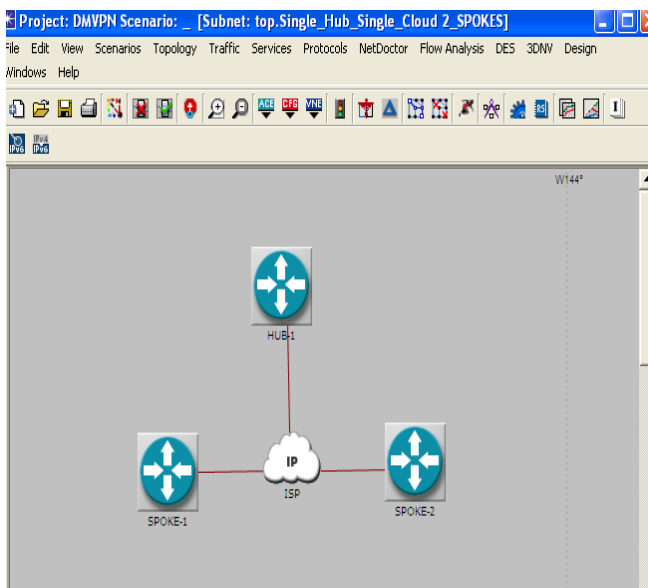 Project: DMVPN Scenario: _ [Subnet: top.Single_Hub_Single_Cloud 2_SPOKES]
File Edit View Scenarios Topology Traffic Services Protocols NetDoctor Flow Analysis DES 3DNV Design
Windows Help
ACE CFG VNE RS
IPv6 IPv4 IPv6
W144°
HUB-1
IP
ISP
SPOKE-1
SPOKE-2